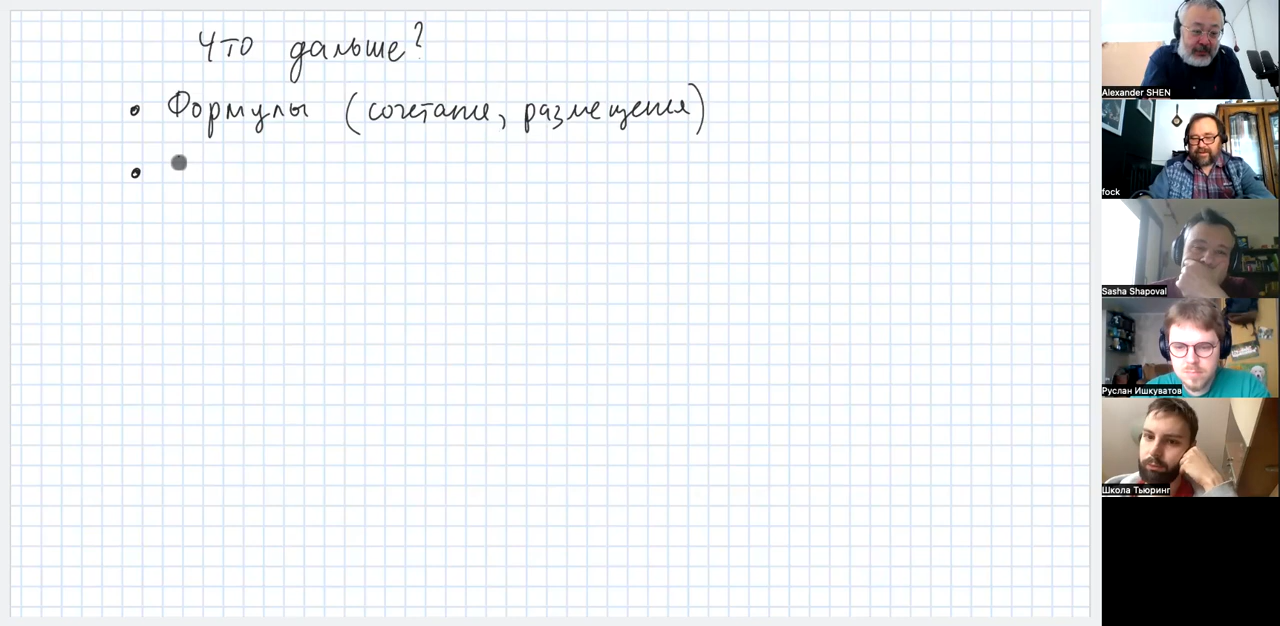 Что дальше?
• Формулы (сочетания, размещения)
•
Alexander SHEN
fock
Sasha Shapoval
Руслан Ишкуватов
Школа Тьюринг